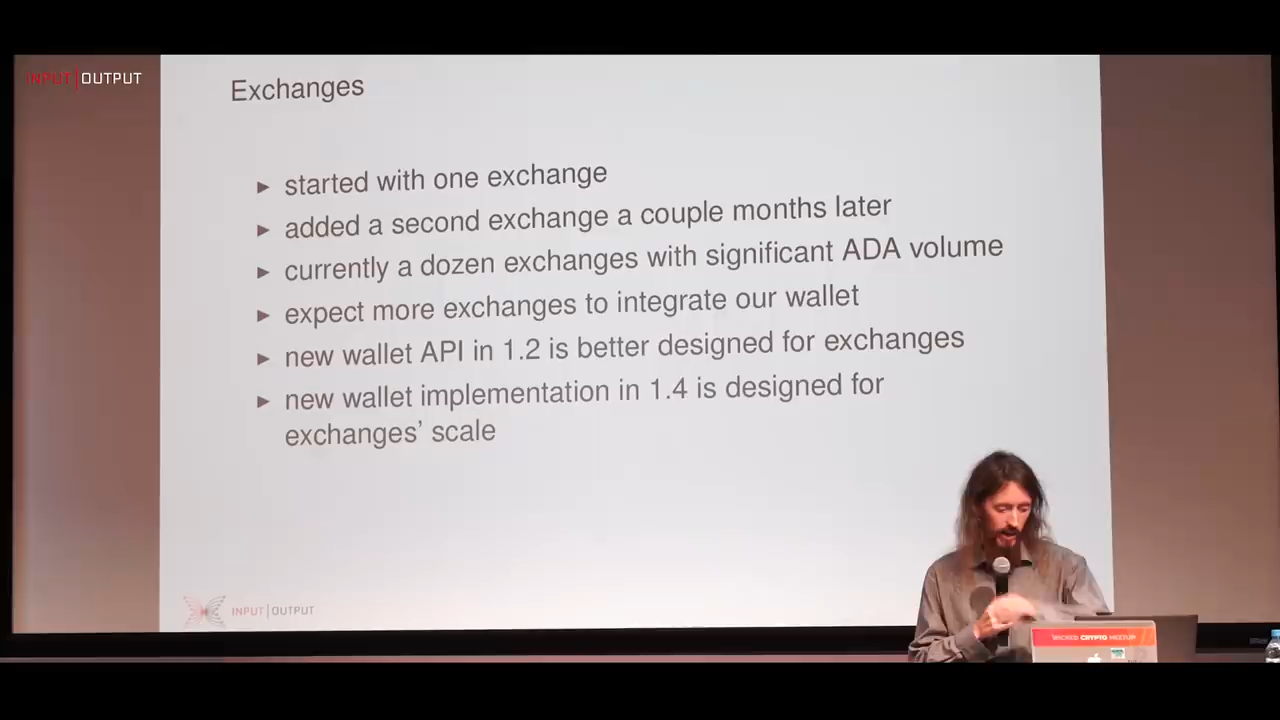 INPUT|OUTPUT
Exchanges
► started with one exchange
► added a second exchange a couple months later
► currently a dozen exchanges with significant ADA volume
► expect more exchanges to integrate our wallet
► new wallet API in 1.2 is better designed for exchanges
► new wallet implementation in 1.4 is designed for
exchanges' scale
INPUT|OUTPUT
WICKED CRYPTO MEETUP